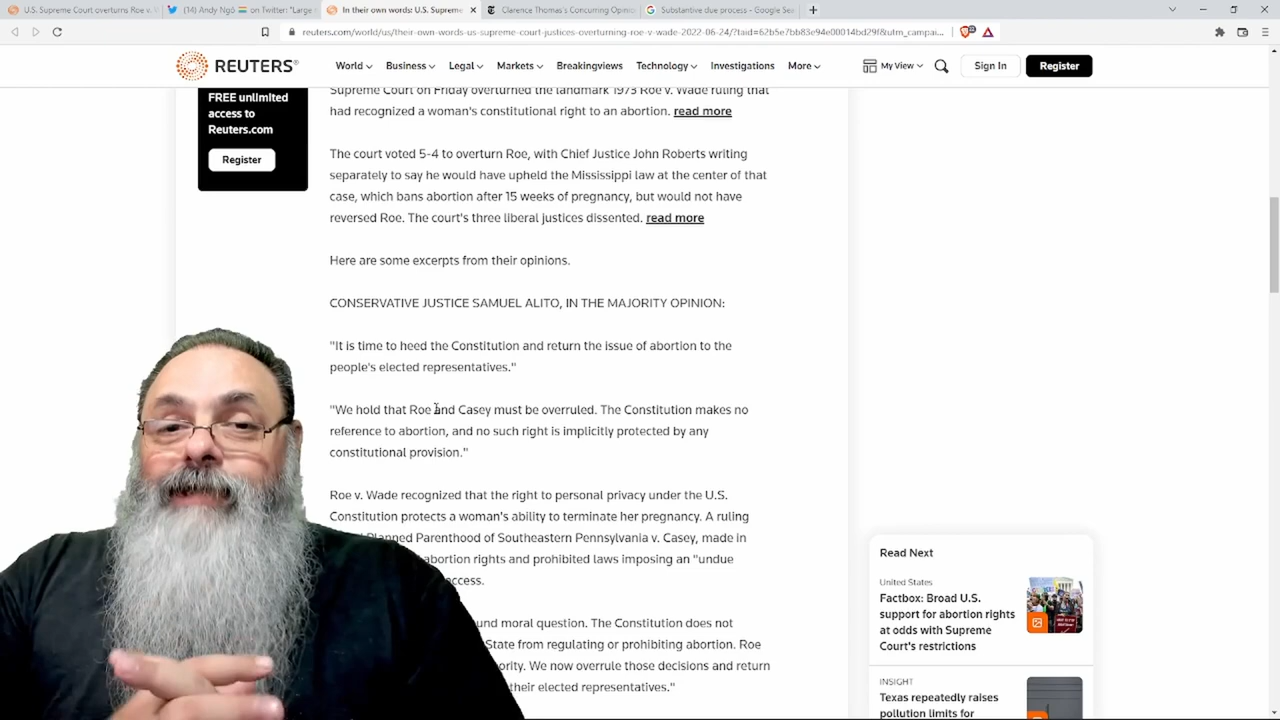 U.S. Supreme Court overturns Roe v.
(14) Andy Ngô on Twitter: "Large
In their own words: U.S. Supreme
Clarence Thomas's Concurring Opinio
Substantive due process - Google Sea
reuters.com/world/us/their-own-words-us-supreme-court-justices-overturning-roe-v-wade-2022-06-24/?taid=62b5e7bb83e94e00014bd29f&utm_campai...
REUTERS®
World
Business
Legal
Markets
Breakingviews
Technology
Investigations
More
My View
Sign In
Register
FREE unlimited
access to
Reuters.com
Register
Supreme Court on Friday overturned the landmark 1973 Roe v. Wade ruling that
had recognized a woman's constitutional right to an abortion. read more
The court voted 5-4 to overturn Roe, with Chief Justice John Roberts writing
separately to say he would have upheld the Mississippi law at the center of that
case, which bans abortion after 15 weeks of pregnancy, but would not have
reversed Roe. The court's three liberal justices dissented. read more
Here are some excerpts from their opinions.
CONSERVATIVE JUSTICE SAMUEL ALITO, IN THE MAJORITY OPINION:
"It is time to heed the Constitution and return the issue of abortion to the
people's elected representatives."
"We hold that Roe and Casey must be overruled. The Constitution makes no
reference to abortion, and no such right is implicitly protected by any
constitutional provision."
Roe v. Wade recognized that the right to personal privacy under the U.S.
Constitution protects a woman's ability to terminate her pregnancy. A ruling
Planned Parenthood of Southeastern Pennsylvania v. Casey, made in
abortion rights and prohibited laws imposing an "undue
access.
und moral question. The Constitution does not
State from regulating or prohibiting abortion. Roe
ority. We now overrule those decisions and return
their elected representatives."
Read Next
United States
Factbox: Broad U.S.
support for abortion rights
at odds with Supreme
Court's restrictions
INSIGHT
Texas repeatedly raises
pollution limits for